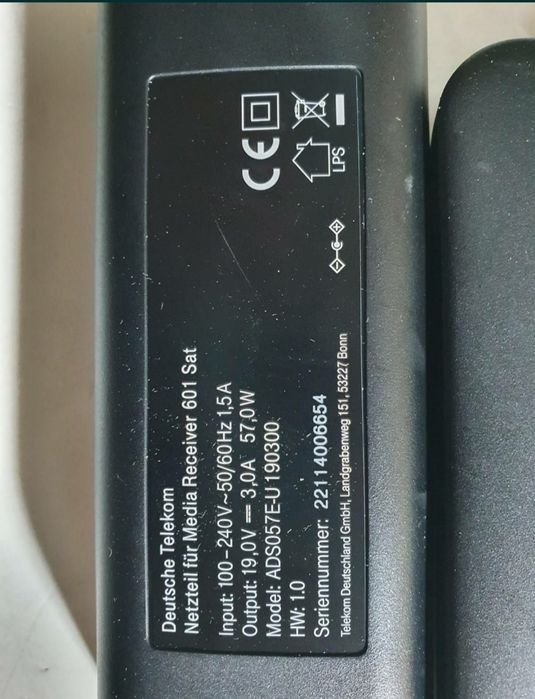 Deutsche Telekom
Netzteil für Media Receiver 601 Sat
Input: 100-240V~50/60Hz 1,5A
Output: 19,0V 3,0A 57,0W
Model: ADS057E-U 190300
HW: 1.0
Seriennummer: 22114006654
Telekom Deutschland GmbH, Landgrabenweg 151, 53227 Bonn
CE
LPS